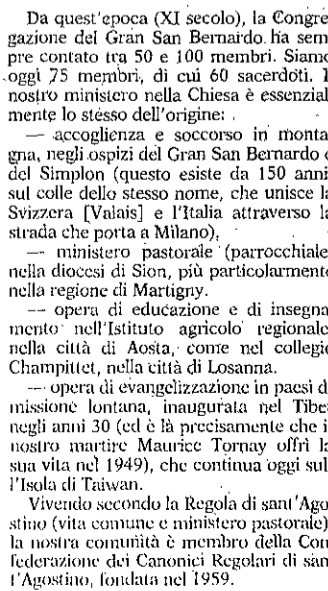 Da quest'epoca (XI secolo), la Congre
gazione del Gran San Bernardo ha sem
pre contato tra 50 e 100 membri. Siamo
oggi 75 membri, di cui 60 sacerdoti. I
nostro ministero nella Chiesa è essenzial
mente lo stesso dell'origine:
— accoglienza e soccorso in monta
gna, negli ospizi del Gran San Bernardo e
del Simplon (questo esiste da 150 anni
sul colle dello stesso nome, che unisce la
Svizzera [Valais] e l'Italia attraverso la
strada che porta a Milano),
— ministero pastorale (parrocchiale
nella diocesi di Sion, più particolarmente
nella regione di Martigny.
— opera di educazione e di insegna
mento nell'Istituto agricolo regionale
nella città di Aosta, come nel collegio
Champittet, nella città di Losanna.
— opera di evangelizzazione in paesi d
missione lontana, inaugurata nel Tibe
negli anni 30 (ed è là precisamente che i
nostro martire Maurice Tornay offrì la
sua vita nel 1949), che continua oggi sul
l'Isola di Taiwan.
Vivendo secondo la Regola di sant'Ago
stino (vita comune e ministero pastorale)
la nostra comunità è membro della Con
federazione dei Canonici Regolari di san
t'Agostino, fondata nel 1959.